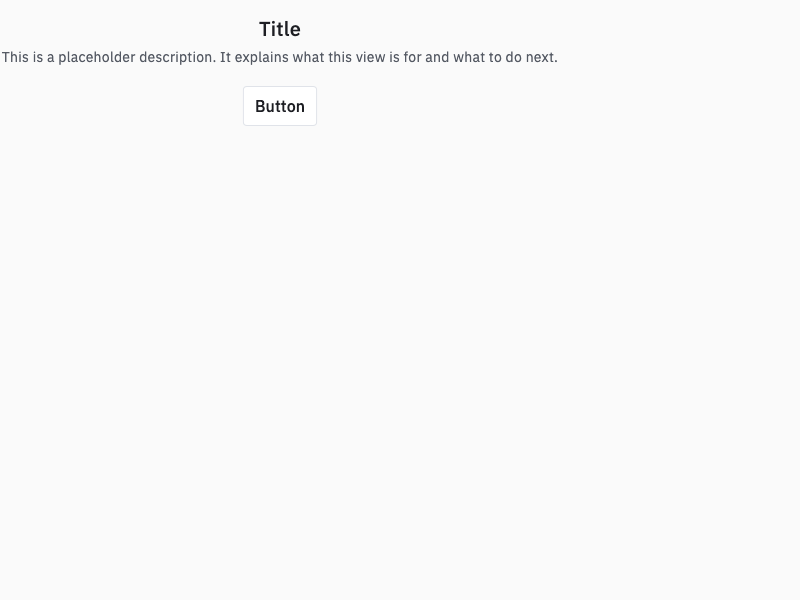 Title
This is a placeholder description. It explains what this view is for and what to do next.
Button